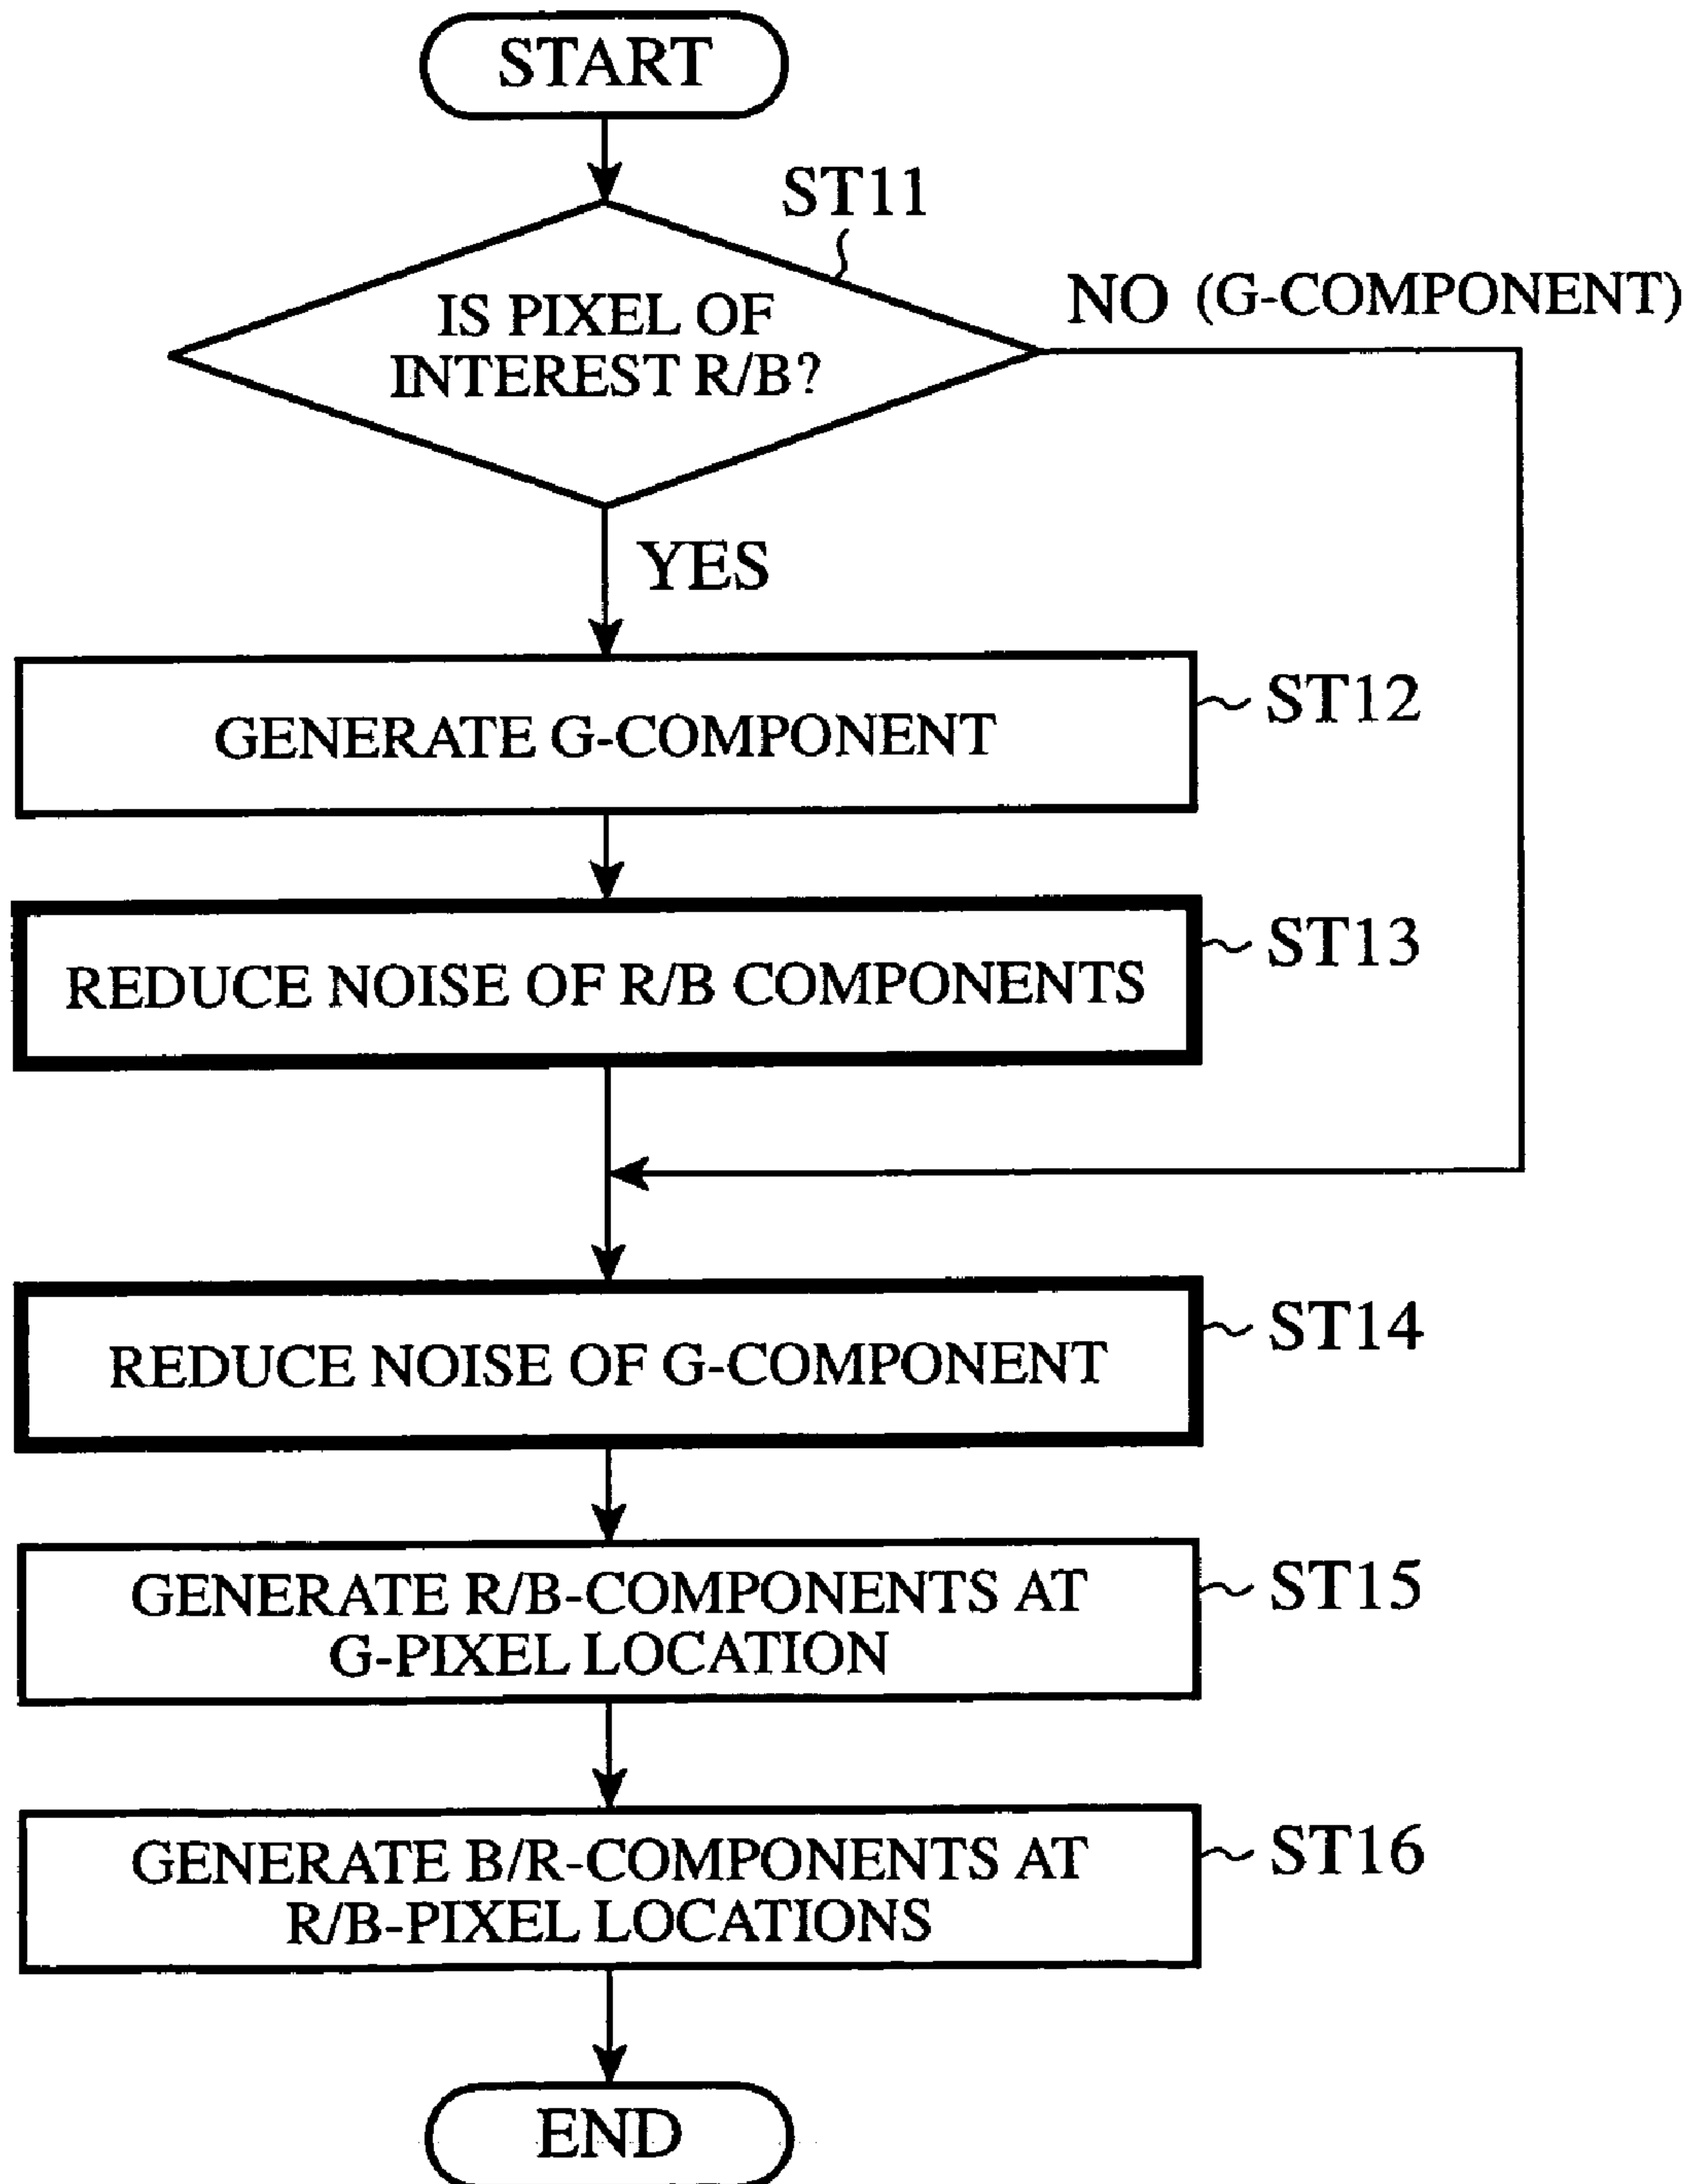 START
ST11
IS PIXEL OF
INTEREST R/B?
NO (G-COMPONENT)
YES
GENERATE G-COMPONENT
ST12
REDUCE NOISE OF R/B COMPONENTS
ST13
REDUCE NOISE OF G-COMPONENT
ST14
GENERATE R/B-COMPONENTS AT
G-PIXEL LOCATION
ST15
GENERATE B/R-COMPONENTS AT
R/B-PIXEL LOCATIONS
ST16
END